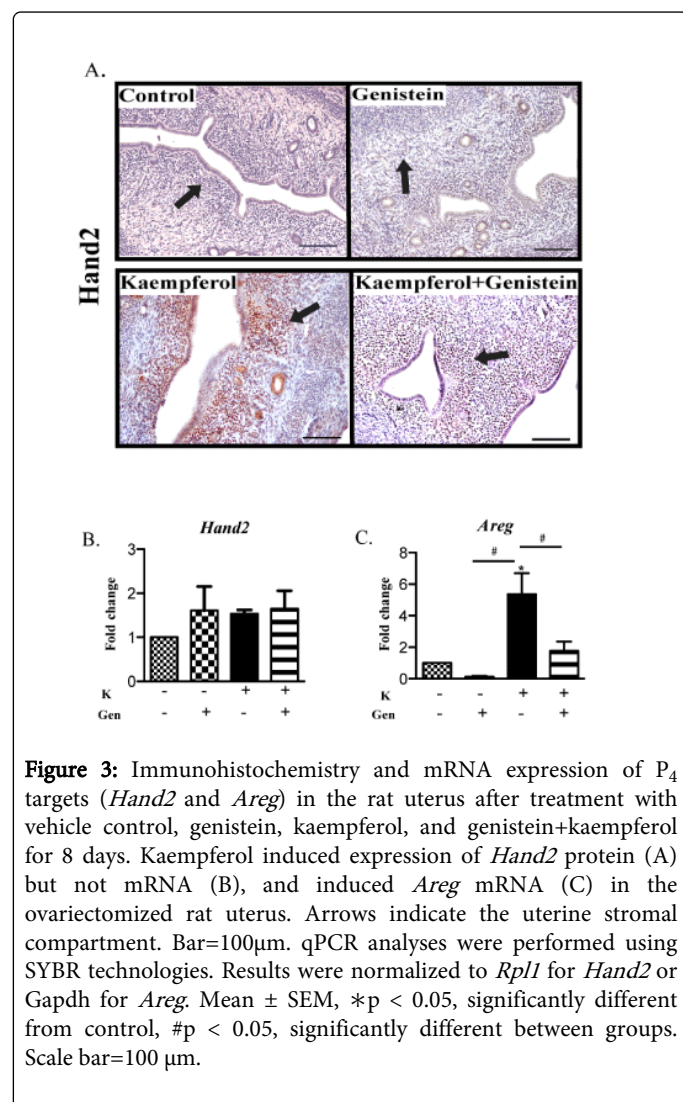 A.
Control
Genistein
Hand2
Kaempferol
Kaempferol+Genistein
B.
Hand2
Fold change
3
2
1
0
K - - + +
Gen - + - +
C.
Areg
Fold change
8
6
4
2
0
#
#
*
K - - + +
Gen - + - +
Figure 3: Immunohistochemistry and mRNA expression of P4
targets (Hand2 and Areg) in the rat uterus after treatment with
vehicle control, genistein, kaempferol, and genistein+kaempferol
for 8 days. Kaempferol induced expression of Hand2 protein (A)
but not mRNA (B), and induced Areg mRNA (C) in the
ovariectomized rat uterus. Arrows indicate the uterine stromal
compartment. Bar=100μm. qPCR analyses were performed using
SYBR technologies. Results were normalized to Rpl1 for Hand2 or
Gapdh for Areg. Mean ± SEM, ∗p < 0.05, significantly different
from control, #p < 0.05, significantly different between groups.
Scale bar=100 μm.